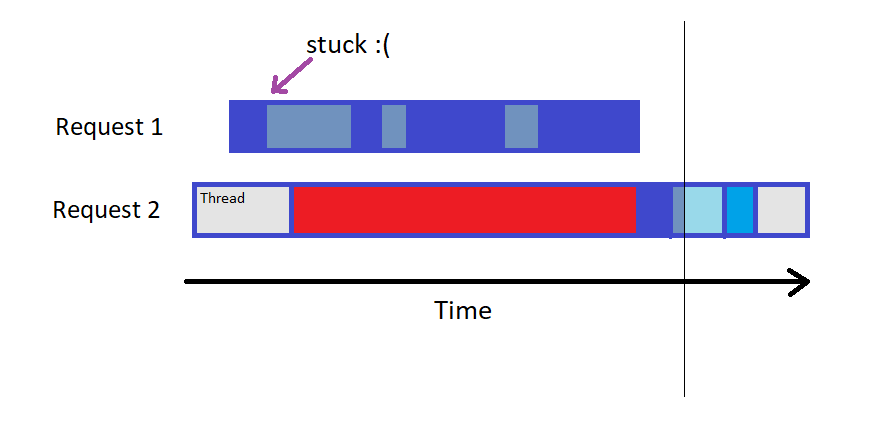 stuck :(
Request 1
Request 2
Thread
Time